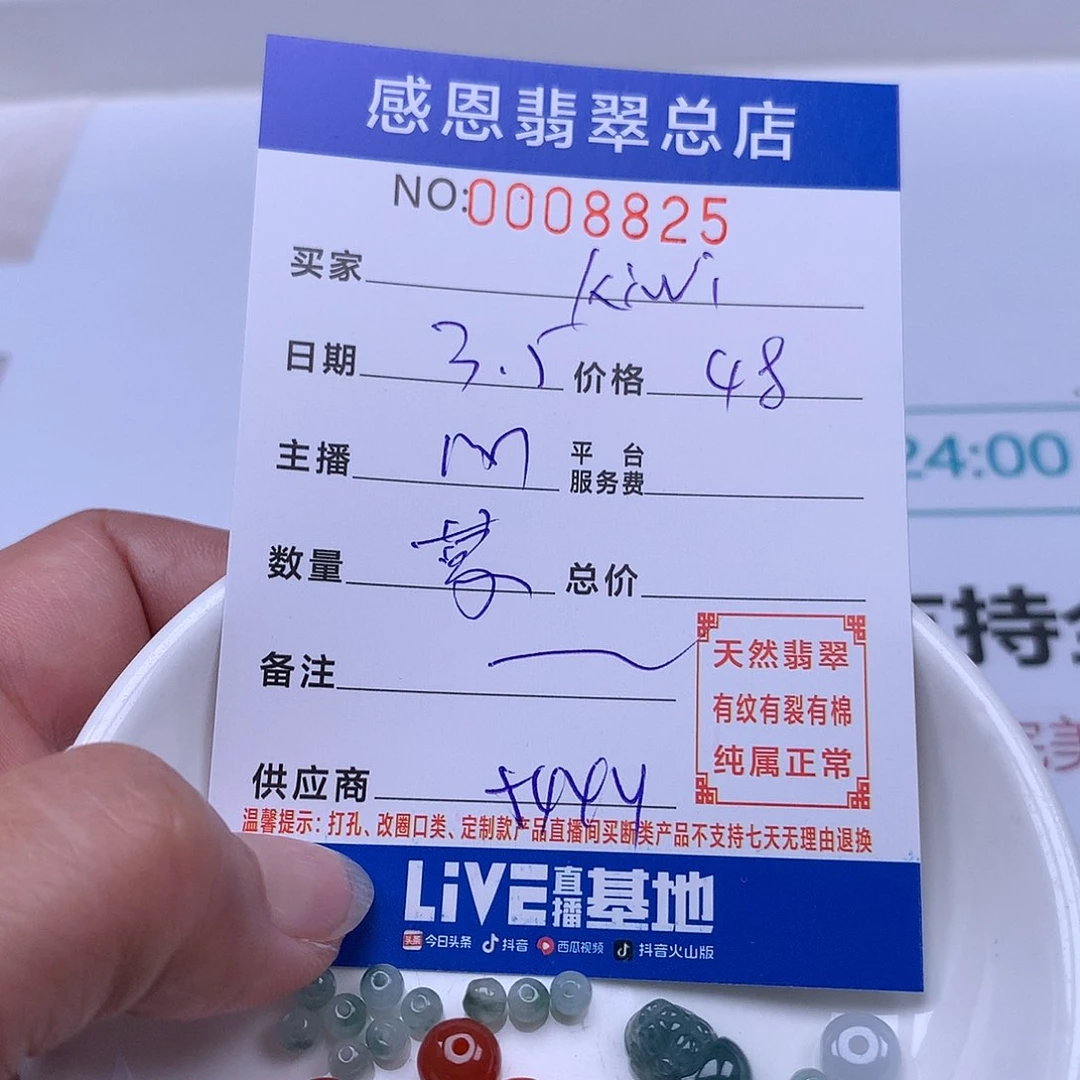 感恩翡翠总店
NO:0008825
买家 kiwi
日期 3.5 价格 48
主播 M 平台服务费
数量 总价
备注
天然翡翠
有纹有裂有棉
纯属正常
供应商
温馨提示：打孔、改圈口类、定制款产品直播间买断类产品不支持七天无理由退换
LiVE直播基地
头条 今日头条 抖音 西瓜视频 抖音火山版
24:00
持
美